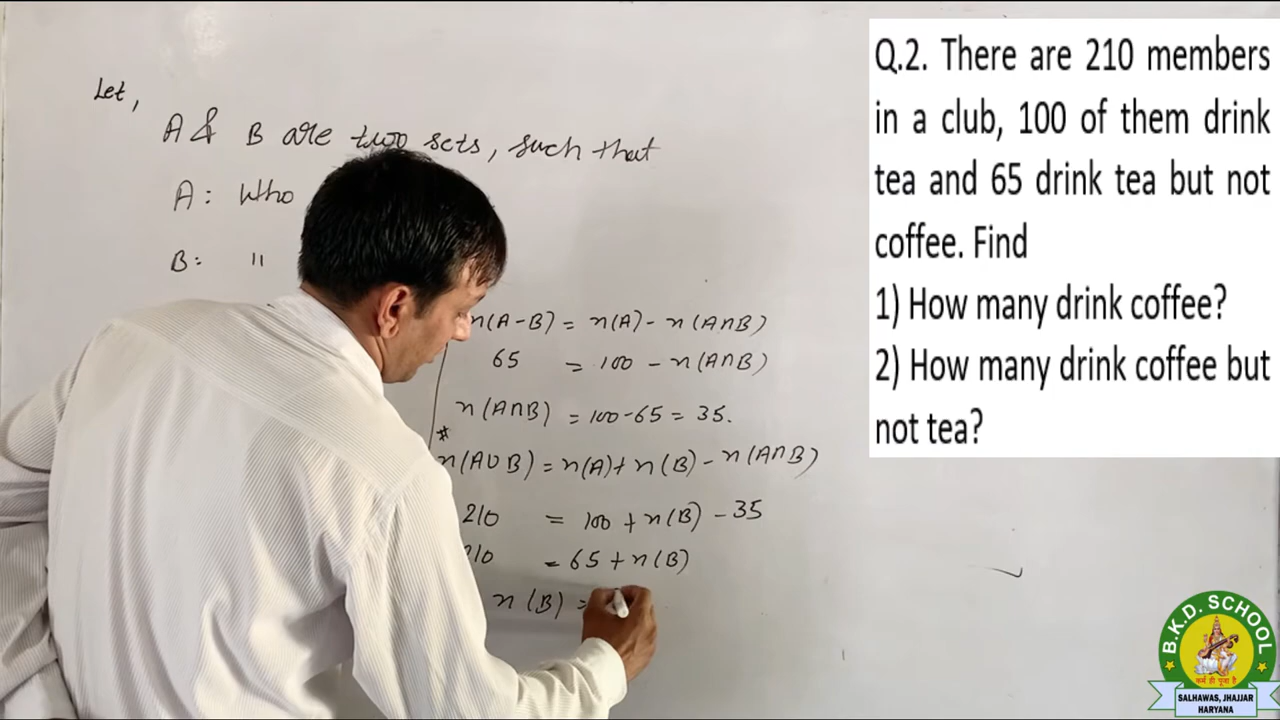 Let,
A & B are two sets, such that
A: Who
B: "
n(A-B) = n(A) - n(A∩B)
65 = 100 - n(A∩B)
n(A∩B) = 100-65 = 35.
*
n(A∪B) = n(A)+ n(B) - n(A∩B)
210 = 100 + n(B) - 35
210 = 65 + n(B)
n(B) =
Q.2. There are 210 members
in a club, 100 of them drink
tea and 65 drink tea but not
coffee. Find
1) How many drink coffee?
2) How many drink coffee but
not tea?
B.K.D. SCHOOL
कर्म ही पूजा है
SALHAWAS, JHAJJAR
HARYANA